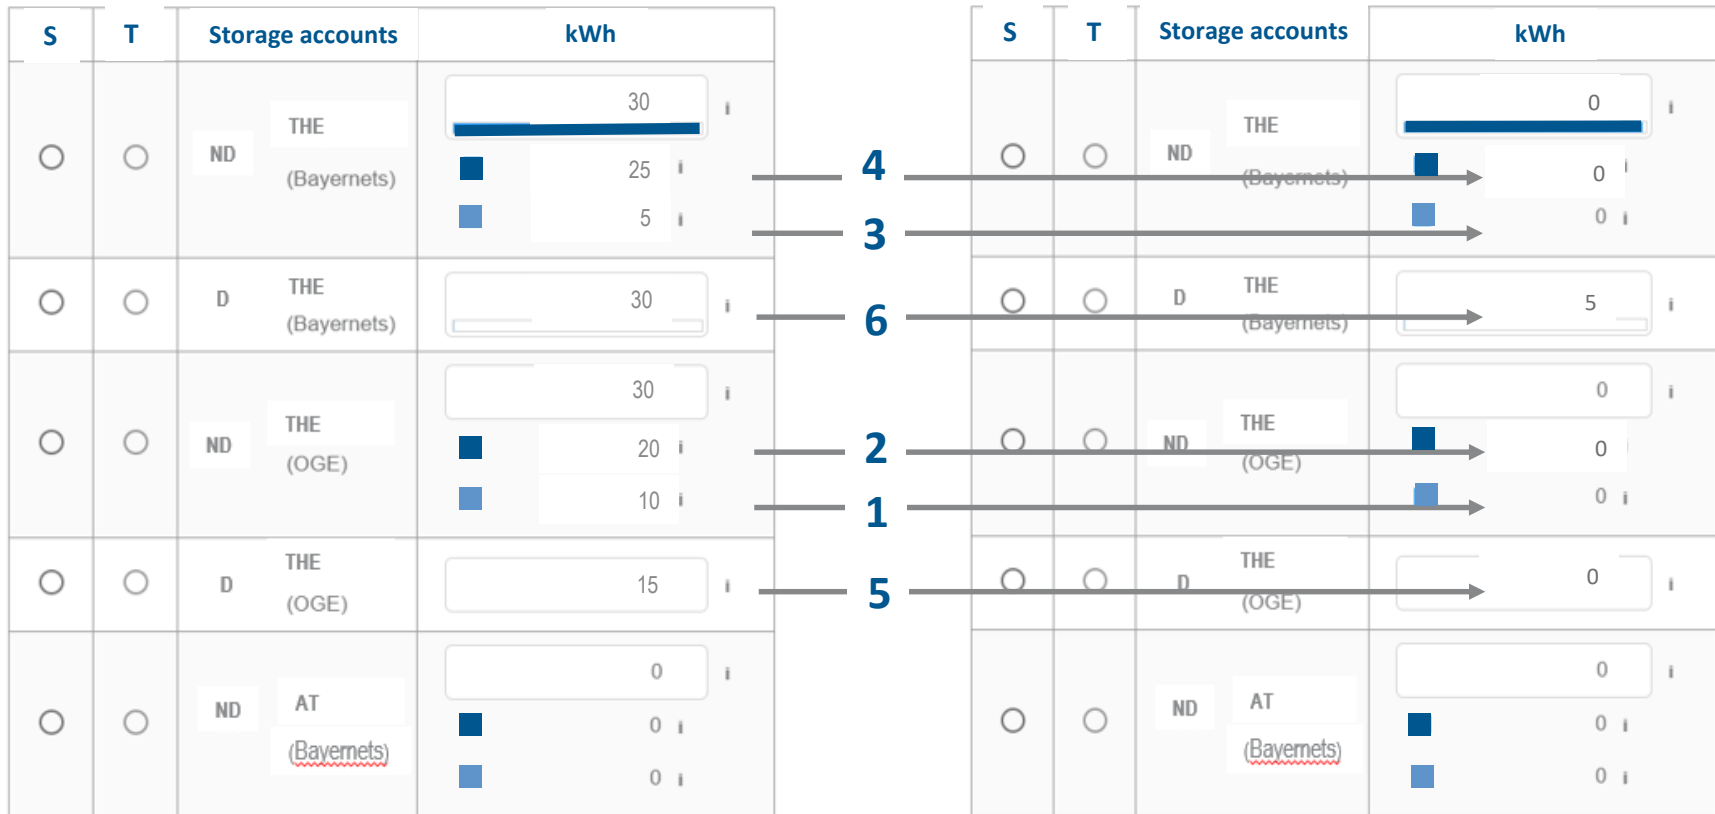 S T Storage accounts kWh
30 i
THE
ND
(Bayernets)
25 i
5 i
THE
D
(Bayernets)
30 i
30 i
THE
ND
(OGE)
20 i
10 i
THE
D
(OGE)
15 i
0 i
AT
ND
(Bayernets)
0 i
0 i
4
3
6
2
1
5
S T Storage accounts kWh
0 i
THE
ND
(Bayernets)
0 i
0 i
THE
D
(Bayernets)
5 i
0 i
THE
ND
(OGE)
0
0 i
THE
D
(OGE)
0 i
0 i
AT
ND
(Bayernets)
0 i
0 i